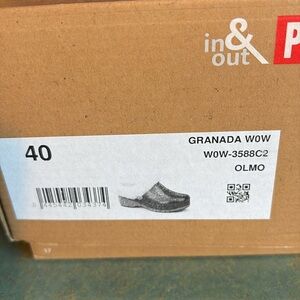 in & out
P
GRANADA W0W
40
W0W-3588C2
OLMO